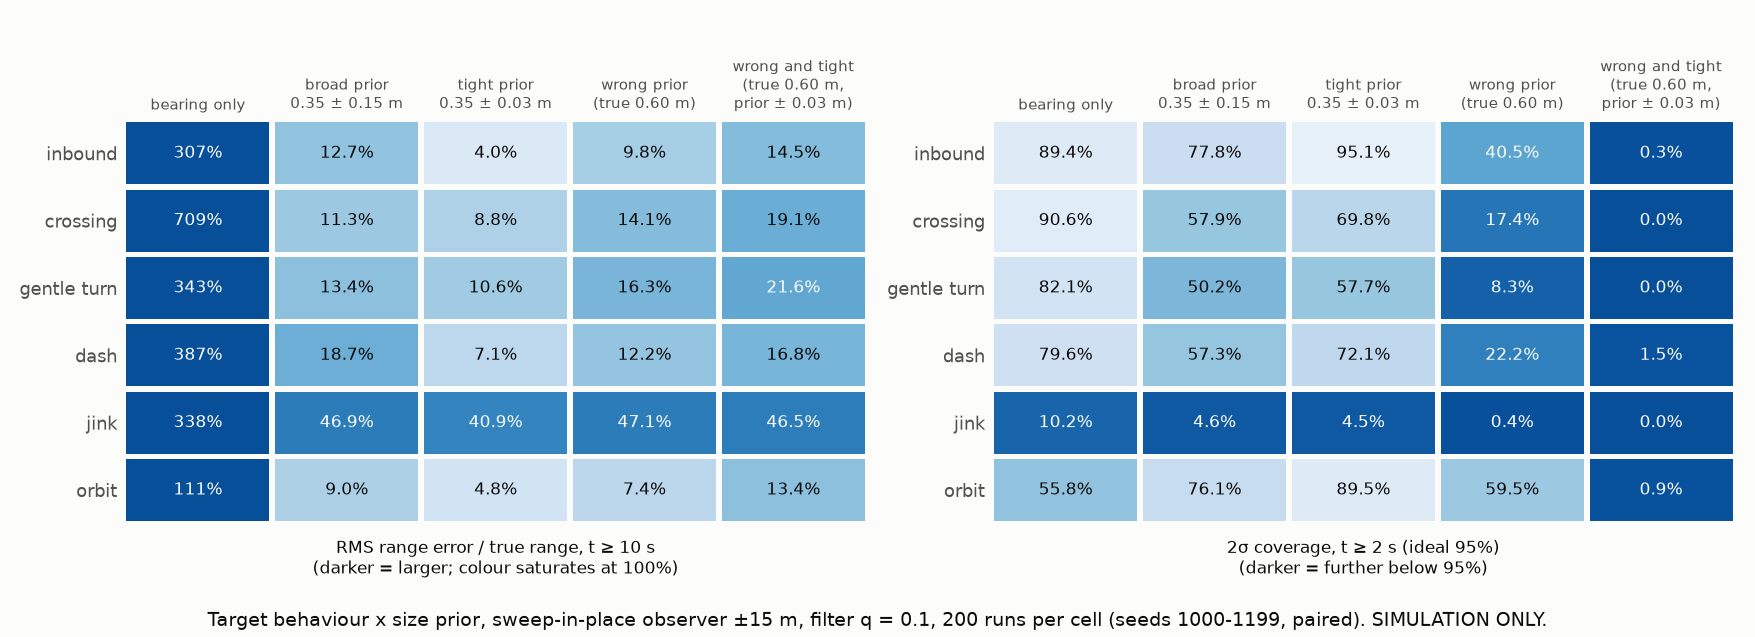 bearing only
broad prior
0.35 ± 0.15 m
tight prior
0.35 ± 0.03 m
wrong prior
(true 0.60 m)
wrong and tight
(true 0.60 m,
prior ± 0.03 m)
inbound 307% 12.7% 4.0% 9.8% 14.5%
crossing 709% 11.3% 8.8% 14.1% 19.1%
gentle turn 343% 13.4% 10.6% 16.3% 21.6%
dash 387% 18.7% 7.1% 12.2% 16.8%
jink 338% 46.9% 40.9% 47.1% 46.5%
orbit 111% 9.0% 4.8% 7.4% 13.4%
RMS range error / true range, t ≥ 10 s
(darker = larger; colour saturates at 100%)
bearing only
broad prior
0.35 ± 0.15 m
tight prior
0.35 ± 0.03 m
wrong prior
(true 0.60 m)
wrong and tight
(true 0.60 m,
prior ± 0.03 m)
inbound 89.4% 77.8% 95.1% 40.5% 0.3%
crossing 90.6% 57.9% 69.8% 17.4% 0.0%
gentle turn 82.1% 50.2% 57.7% 8.3% 0.0%
dash 79.6% 57.3% 72.1% 22.2% 1.5%
jink 10.2% 4.6% 4.5% 0.4% 0.0%
orbit 55.8% 76.1% 89.5% 59.5% 0.9%
2σ coverage, t ≥ 2 s (ideal 95%)
(darker = further below 95%)
Target behaviour x size prior, sweep-in-place observer ±15 m, filter q = 0.1, 200 runs per cell (seeds 1000-1199, paired). SIMULATION ONLY.